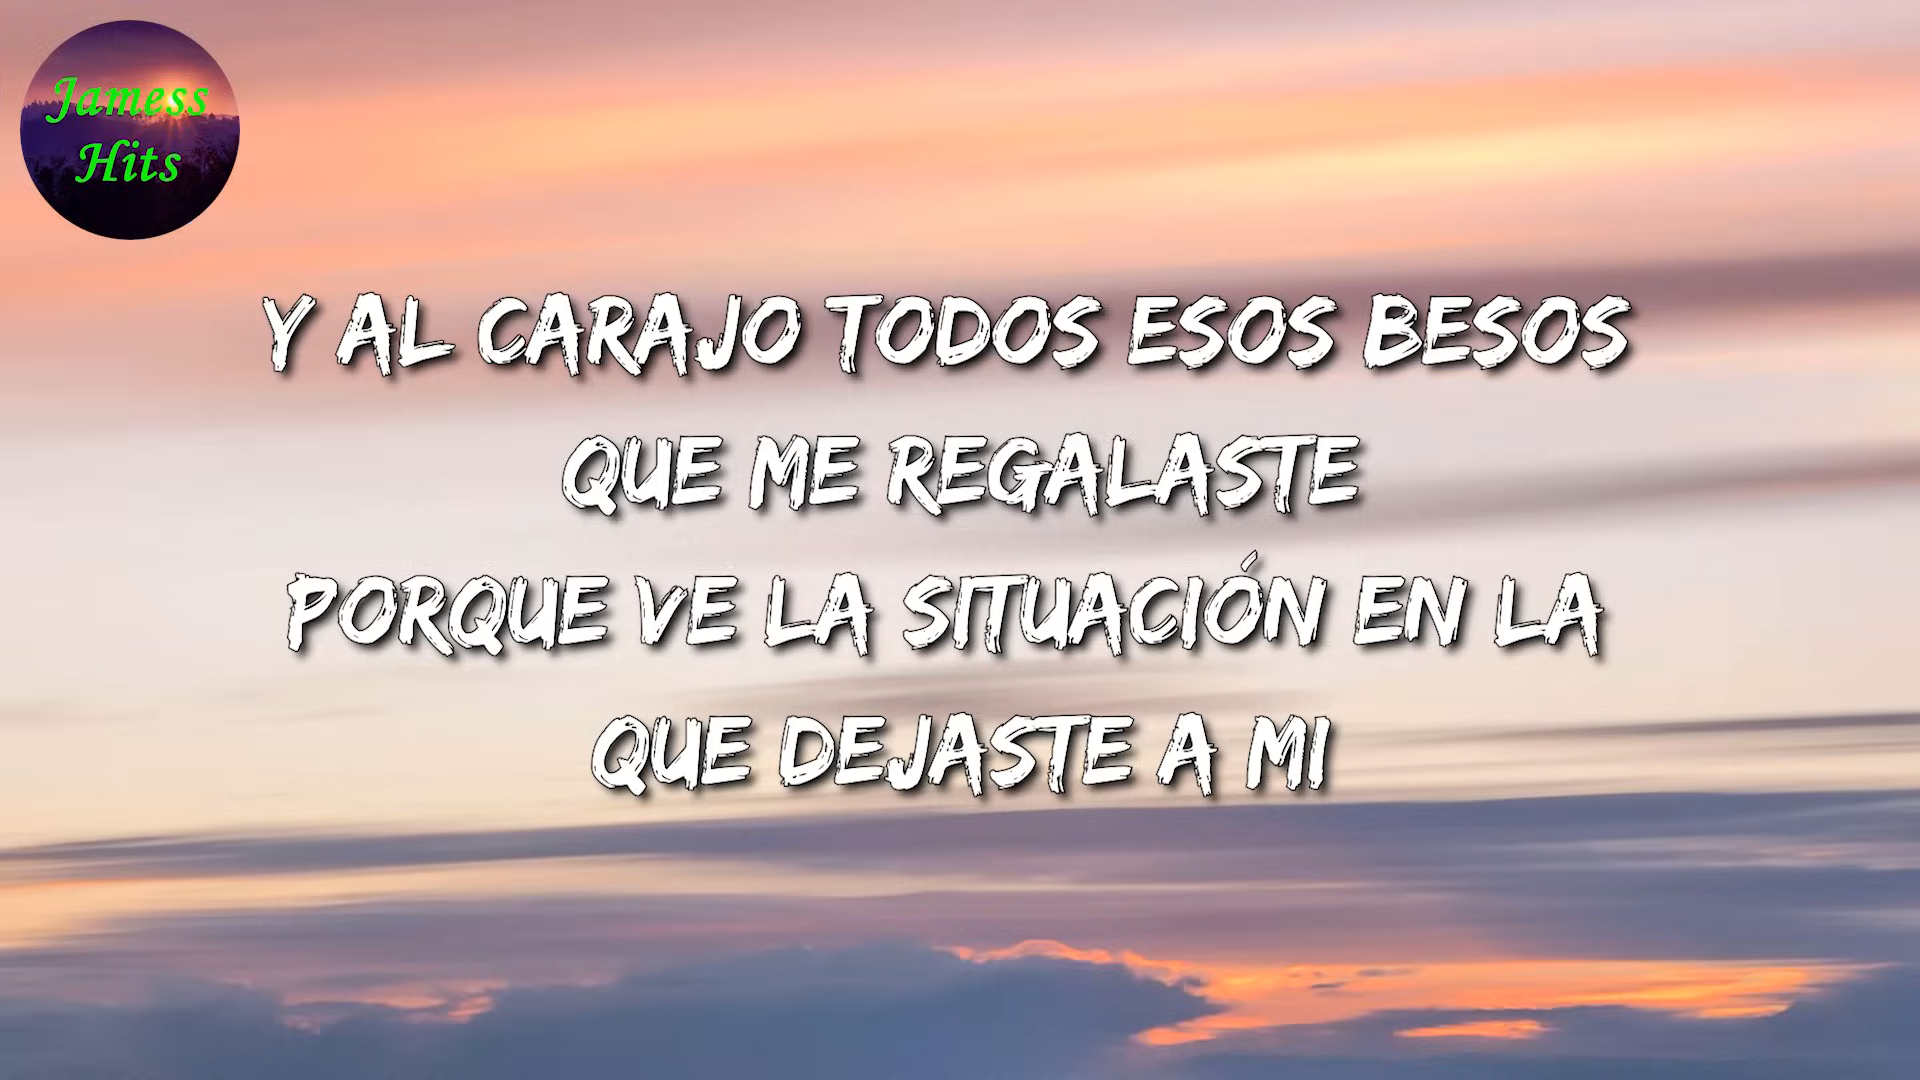 Jamess
Hits
Y AL CARAJO TODOS ESOS BESOS
QUE ME REGALASTE
PORQUE VE LA SITUACIÓN EN LA
QUE DEJASTE A MI